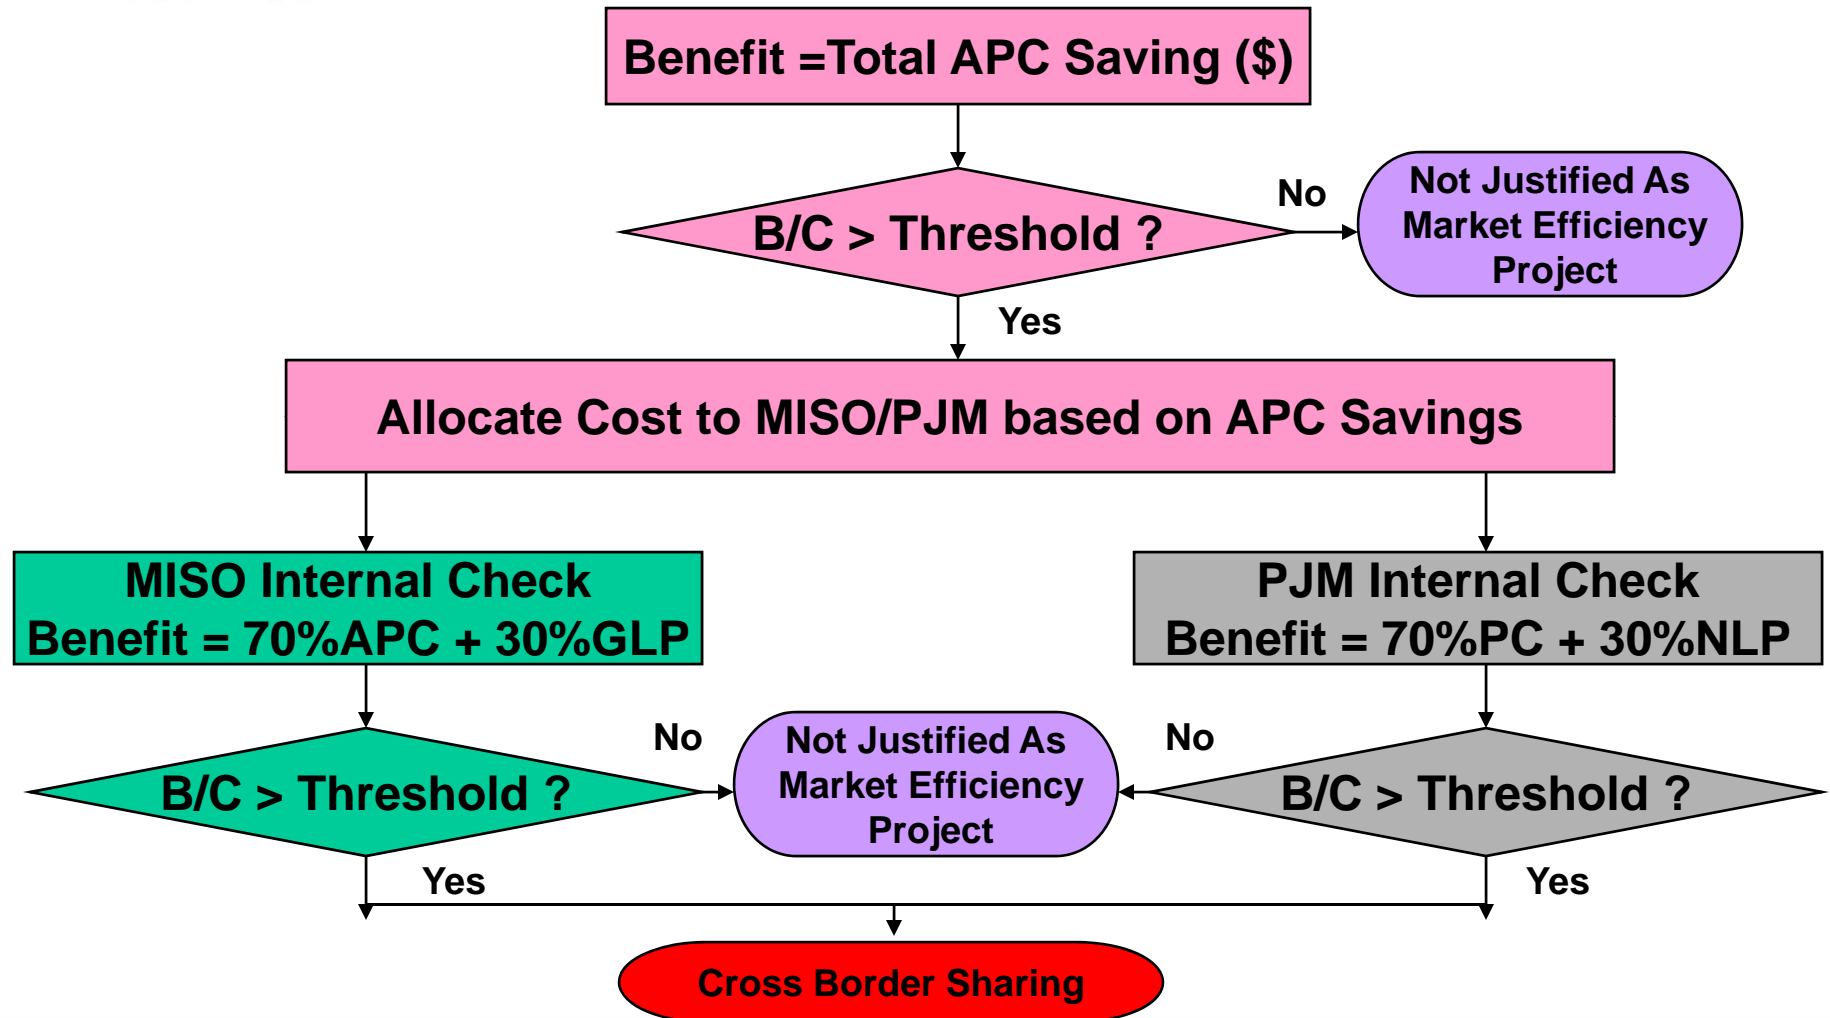 Benefit =Total APC Saving ($)
B/C > Threshold ?
No
Not Justified As
Market Efficiency
Project
Yes
Allocate Cost to MISO/PJM based on APC Savings
MISO Internal Check
Benefit = 70%APC + 30%GLP
PJM Internal Check
Benefit = 70%PC + 30%NLP
B/C > Threshold ?
No
Not Justified As
Market Efficiency
Project
No
B/C > Threshold ?
Yes
Yes
Cross Border Sharing